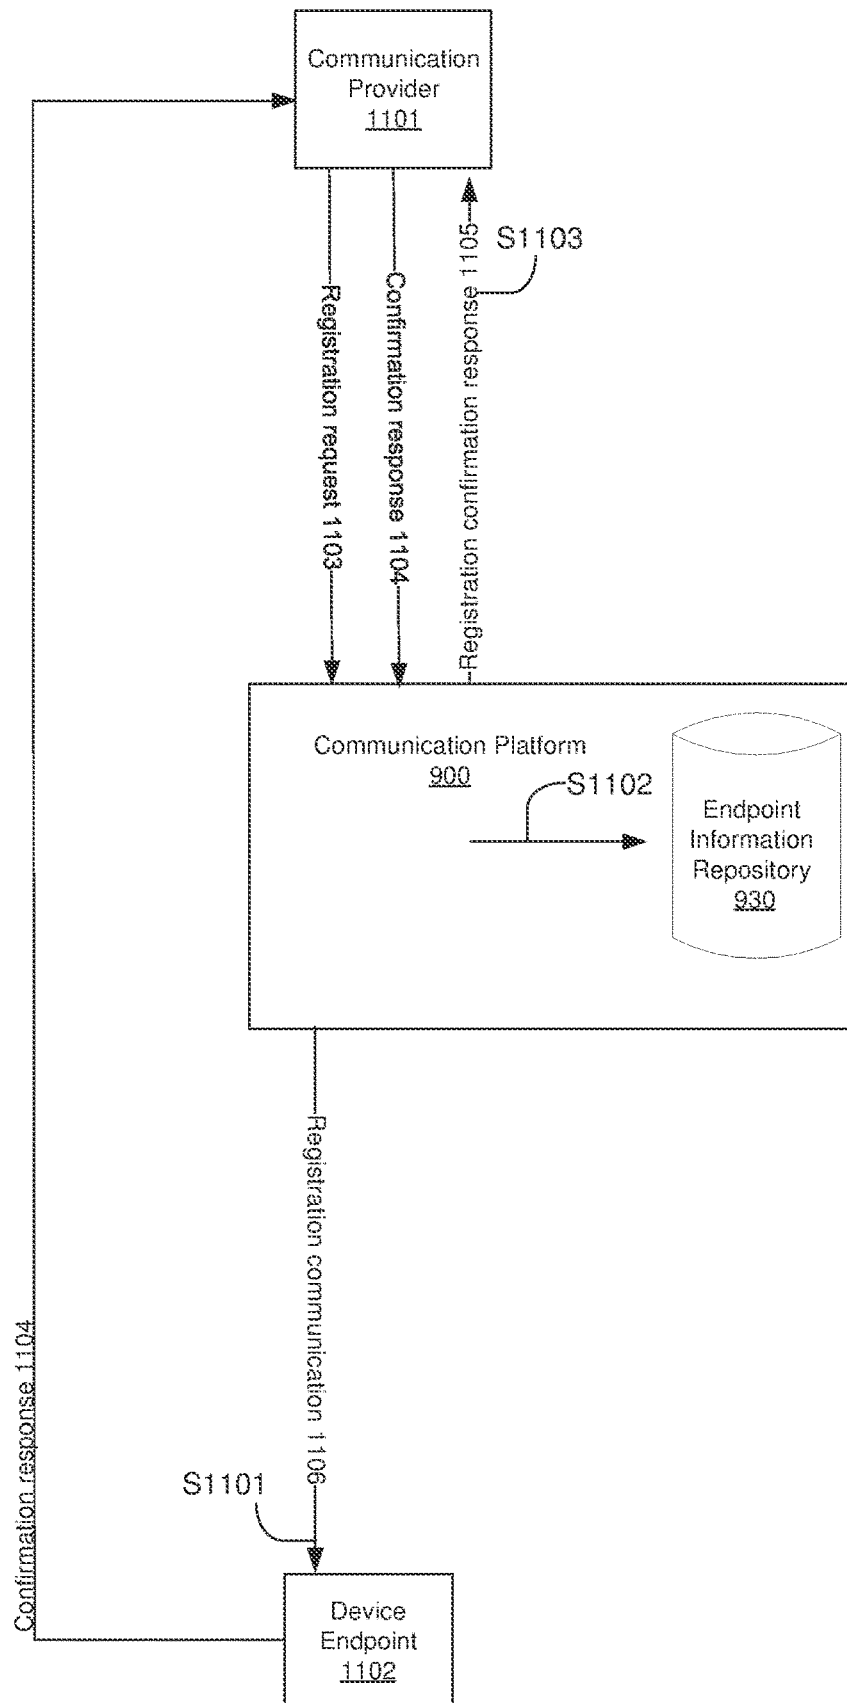 Communication
Provider
1101
Registration request 1103
Confirmation response 1104
Registration confirmation response 1105
S1103
Communication Platform
900
S1102
Endpoint
Information
Repository
930
Registration communication 1106
Confirmation response 1104
S1101
Device
Endpoint
1102